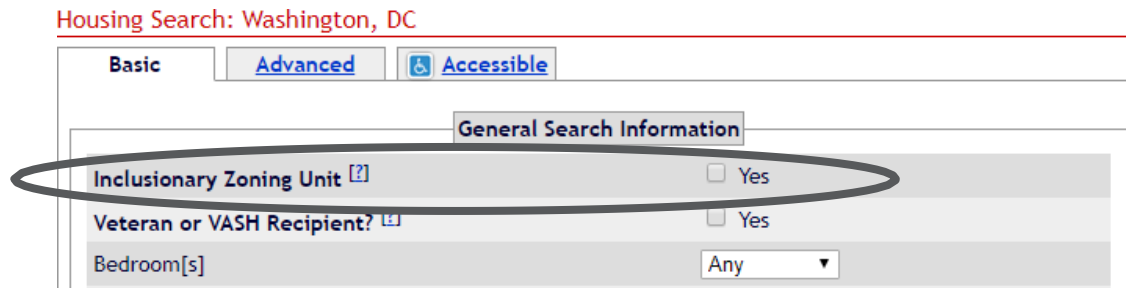 Housing Search: Washington, DC
Basic Advanced Accessible
General Search Information
Inclusionary Zoning Unit [?] Yes
Veteran or VASH Recipient? [?] Yes
Bedroom[s] Any